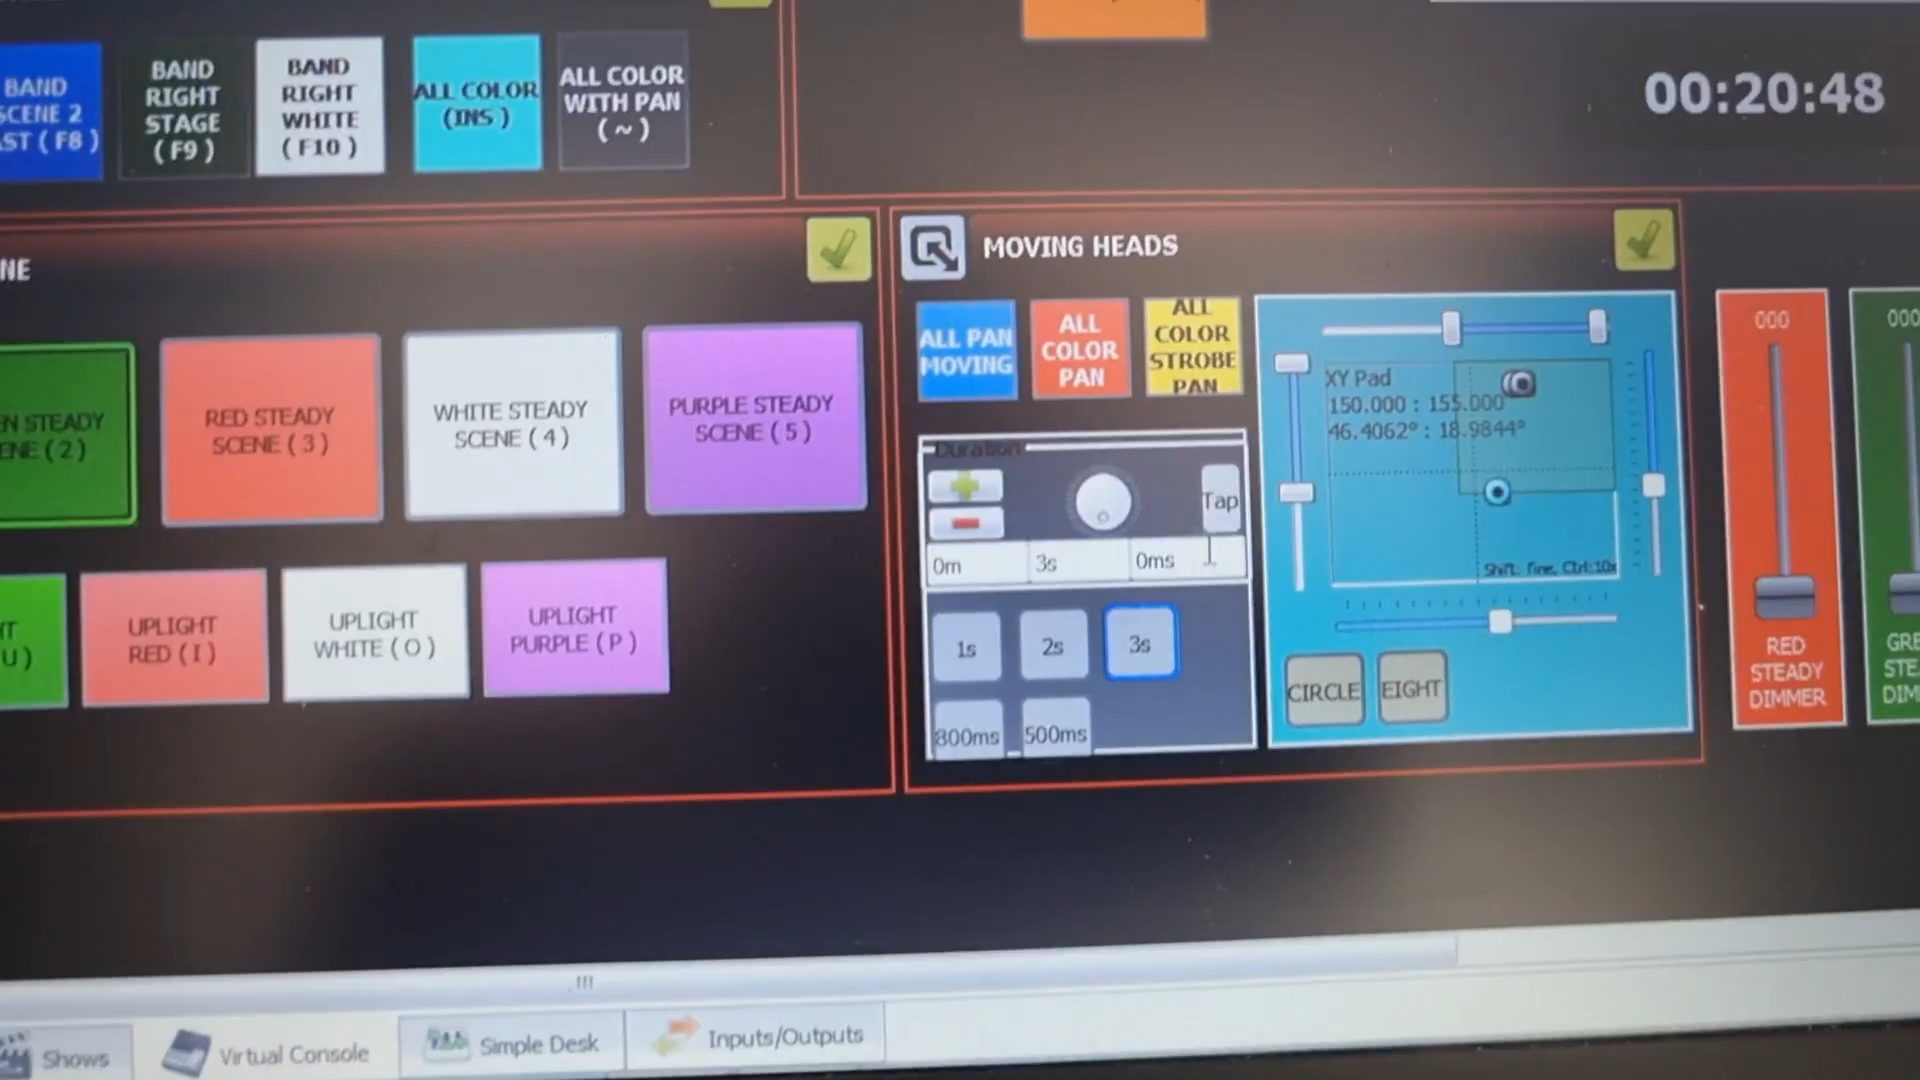 BAND
SCENE 2
( F8 )
BAND
RIGHT
STAGE
( F9 )
BAND
RIGHT
WHITE
( F10 )
ALL COLOR
(INS )
ALL COLOR
WITH PAN
( ~ )
00:20:48
NE
MOVING HEADS
STEADY
(2)
RED STEADY
SCENE ( 3 )
WHITE STEADY
SCENE ( 4 )
PURPLE STEADY
SCENE ( 5 )
U )
UPLIGHT
RED ( I )
UPLIGHT
WHITE ( O )
UPLIGHT
PURPLE ( P )
ALL PAN
MOVING
ALL
COLOR
PAN
ALL
COLOR
STROBE
PAN
Duration
Tap
0m
3s
0ms
1s
2s
3s
800ms
500ms
XY Pad
150.000 : 155.000
46.4062° : 18.9844°
Shift: fine, Ctrl:10x
CIRCLE
EIGHT
000
RED
STEADY
DIMMER
000
GRE
STE
DIM
Shows
Virtual Console
Simple Desk
Inputs/Outputs